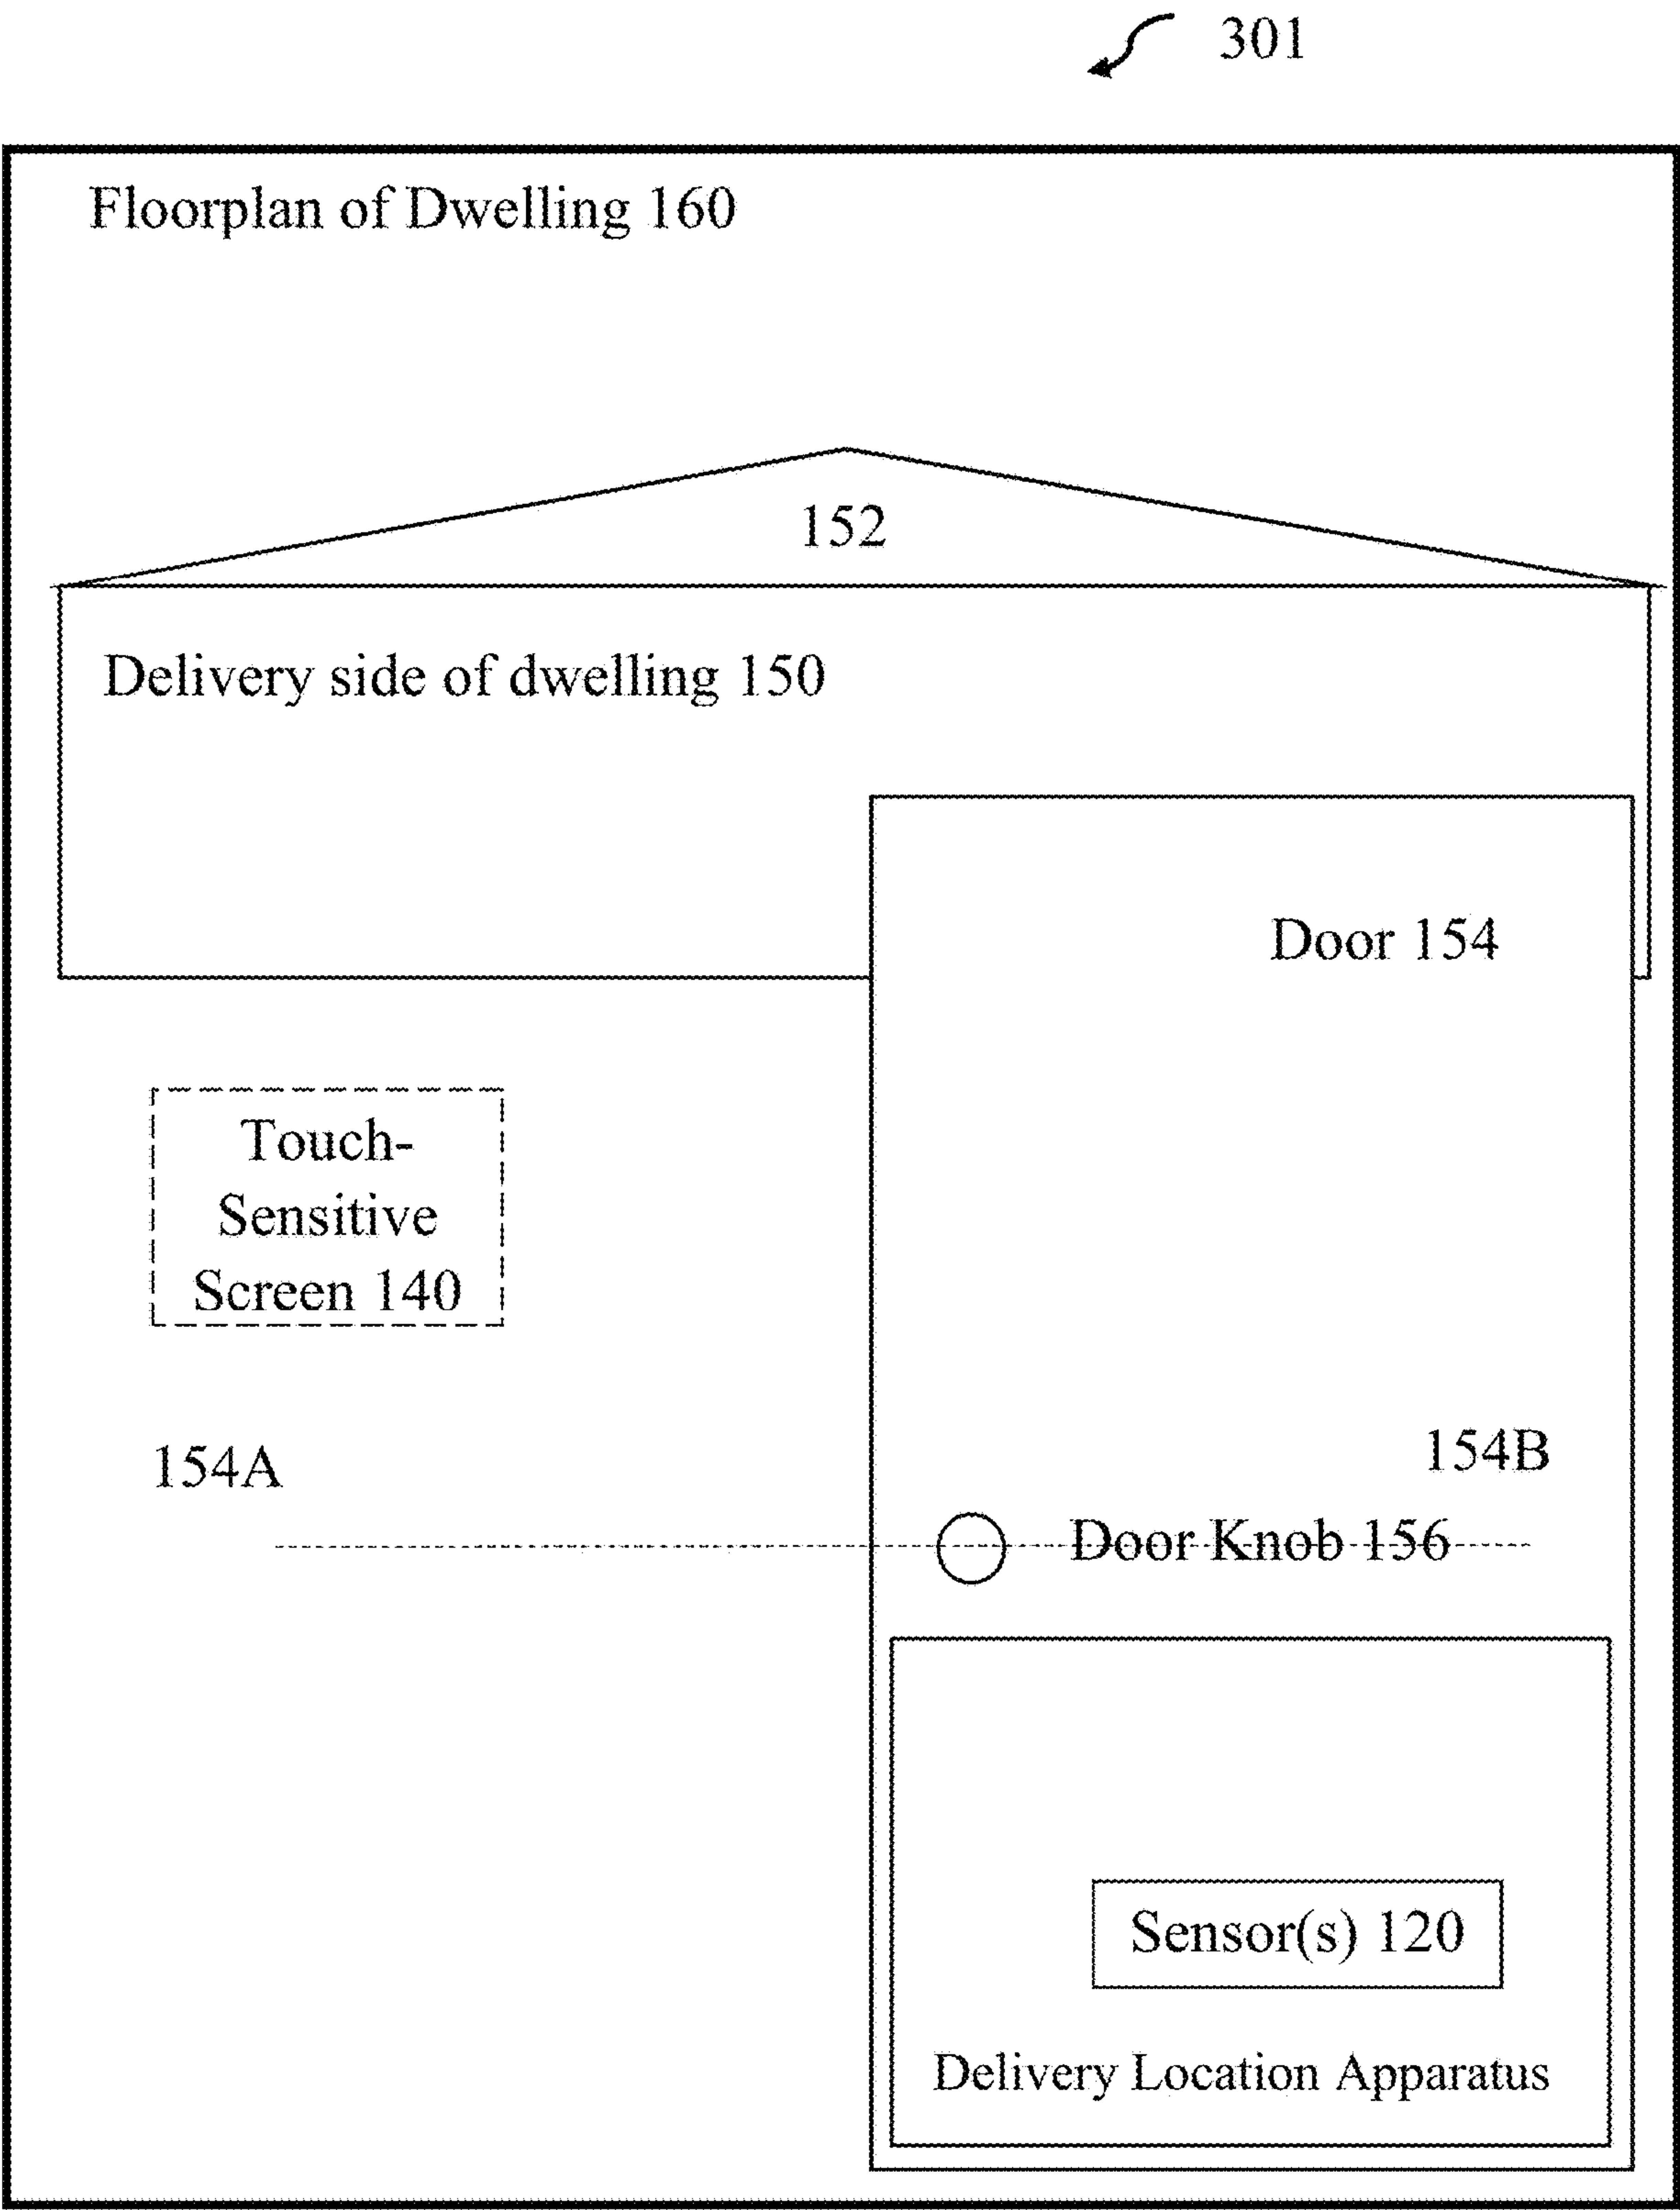 301
Floorplan of Dwelling 160
152
Delivery side of dwelling 150
Door 154
Touch-
Sensitive
Screen 140
154A
154B
Door Knob 156
Sensor(s) 120
Delivery Location Apparatus